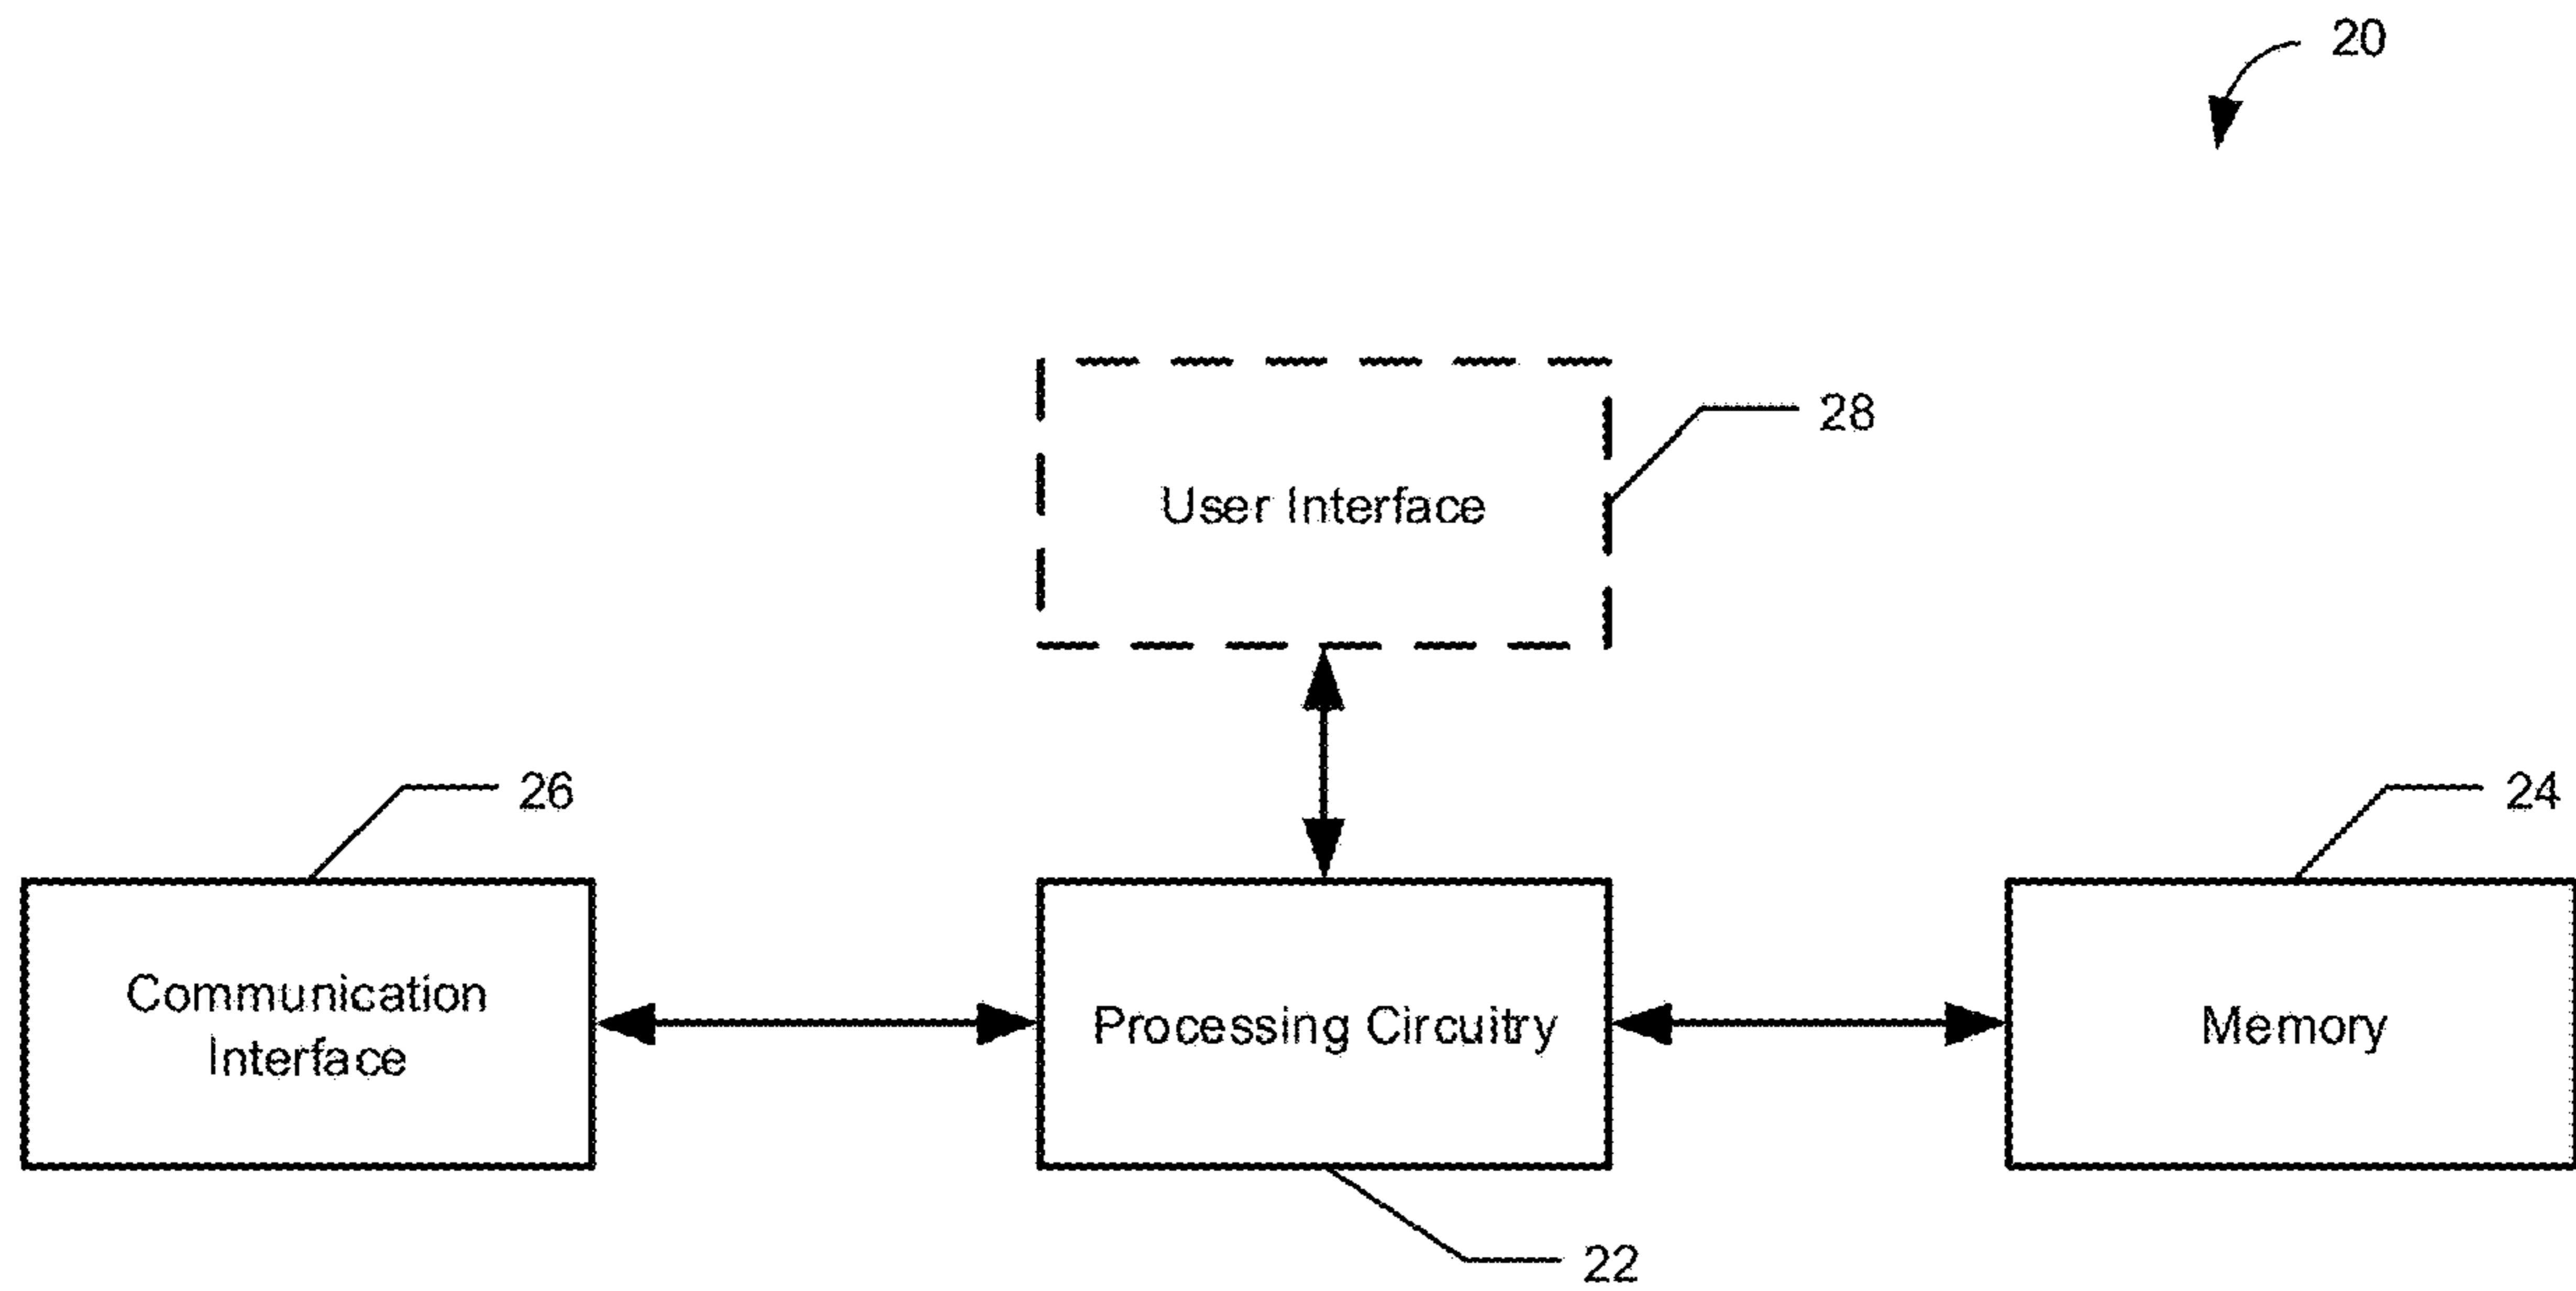 20
28
User Interface
26
24
Communication
Interface
Processing Circuitry
Memory
22